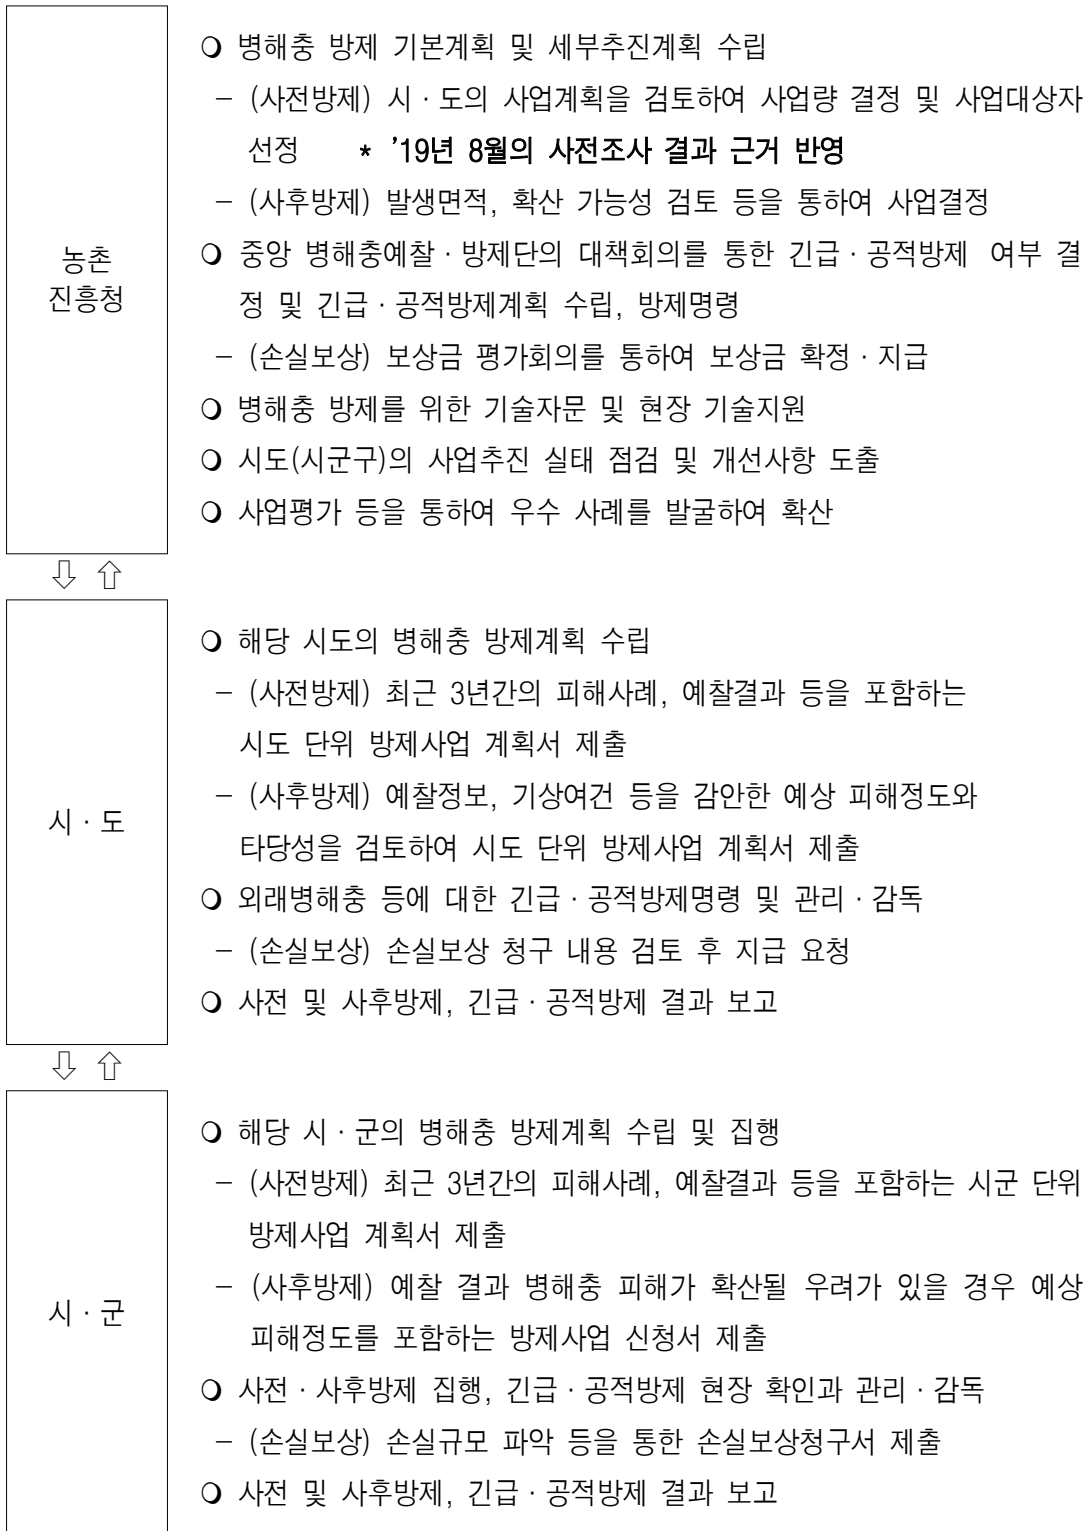 농촌
진흥청
❍ 병해충 방제 기본계획 및 세부추진계획 수립
- (사전방제) 시·도의 사업계획을 검토하여 사업량 결정 및 사업대상자
선정 * ’19년 8월의 사전조사 결과 근거 반영
- (사후방제) 발생면적, 확산 가능성 검토 등을 통하여 사업결정
❍ 중앙 병해충예찰·방제단의 대책회의를 통한 긴급·공적방제 여부 결
정 및 긴급·공적방제계획 수립, 방제명령
- (손실보상) 보상금 평가회의를 통하여 보상금 확정·지급
❍ 병해충 방제를 위한 기술자문 및 현장 기술지원
❍ 시도(시군구)의 사업추진 실태 점검 및 개선사항 도출
❍ 사업평가 등을 통하여 우수 사례를 발굴하여 확산
⇩ ⇧
시·도
❍ 해당 시도의 병해충 방제계획 수립
- (사전방제) 최근 3년간의 피해사례, 예찰결과 등을 포함하는
시도 단위 방제사업 계획서 제출
- (사후방제) 예찰정보, 기상여건 등을 감안한 예상 피해정도와
타당성을 검토하여 시도 단위 방제사업 계획서 제출
❍ 외래병해충 등에 대한 긴급·공적방제명령 및 관리·감독
- (손실보상) 손실보상 청구 내용 검토 후 지급 요청
❍ 사전 및 사후방제, 긴급·공적방제 결과 보고
⇩ ⇧
시·군
❍ 해당 시·군의 병해충 방제계획 수립 및 집행
- (사전방제) 최근 3년간의 피해사례, 예찰결과 등을 포함하는 시군 단위
방제사업 계획서 제출
- (사후방제) 예찰 결과 병해충 피해가 확산될 우려가 있을 경우 예상
피해정도를 포함하는 방제사업 신청서 제출
❍ 사전·사후방제 집행, 긴급·공적방제 현장 확인과 관리·감독
- (손실보상) 손실규모 파악 등을 통한 손실보상청구서 제출
❍ 사전 및 사후방제, 긴급·공적방제 결과 보고